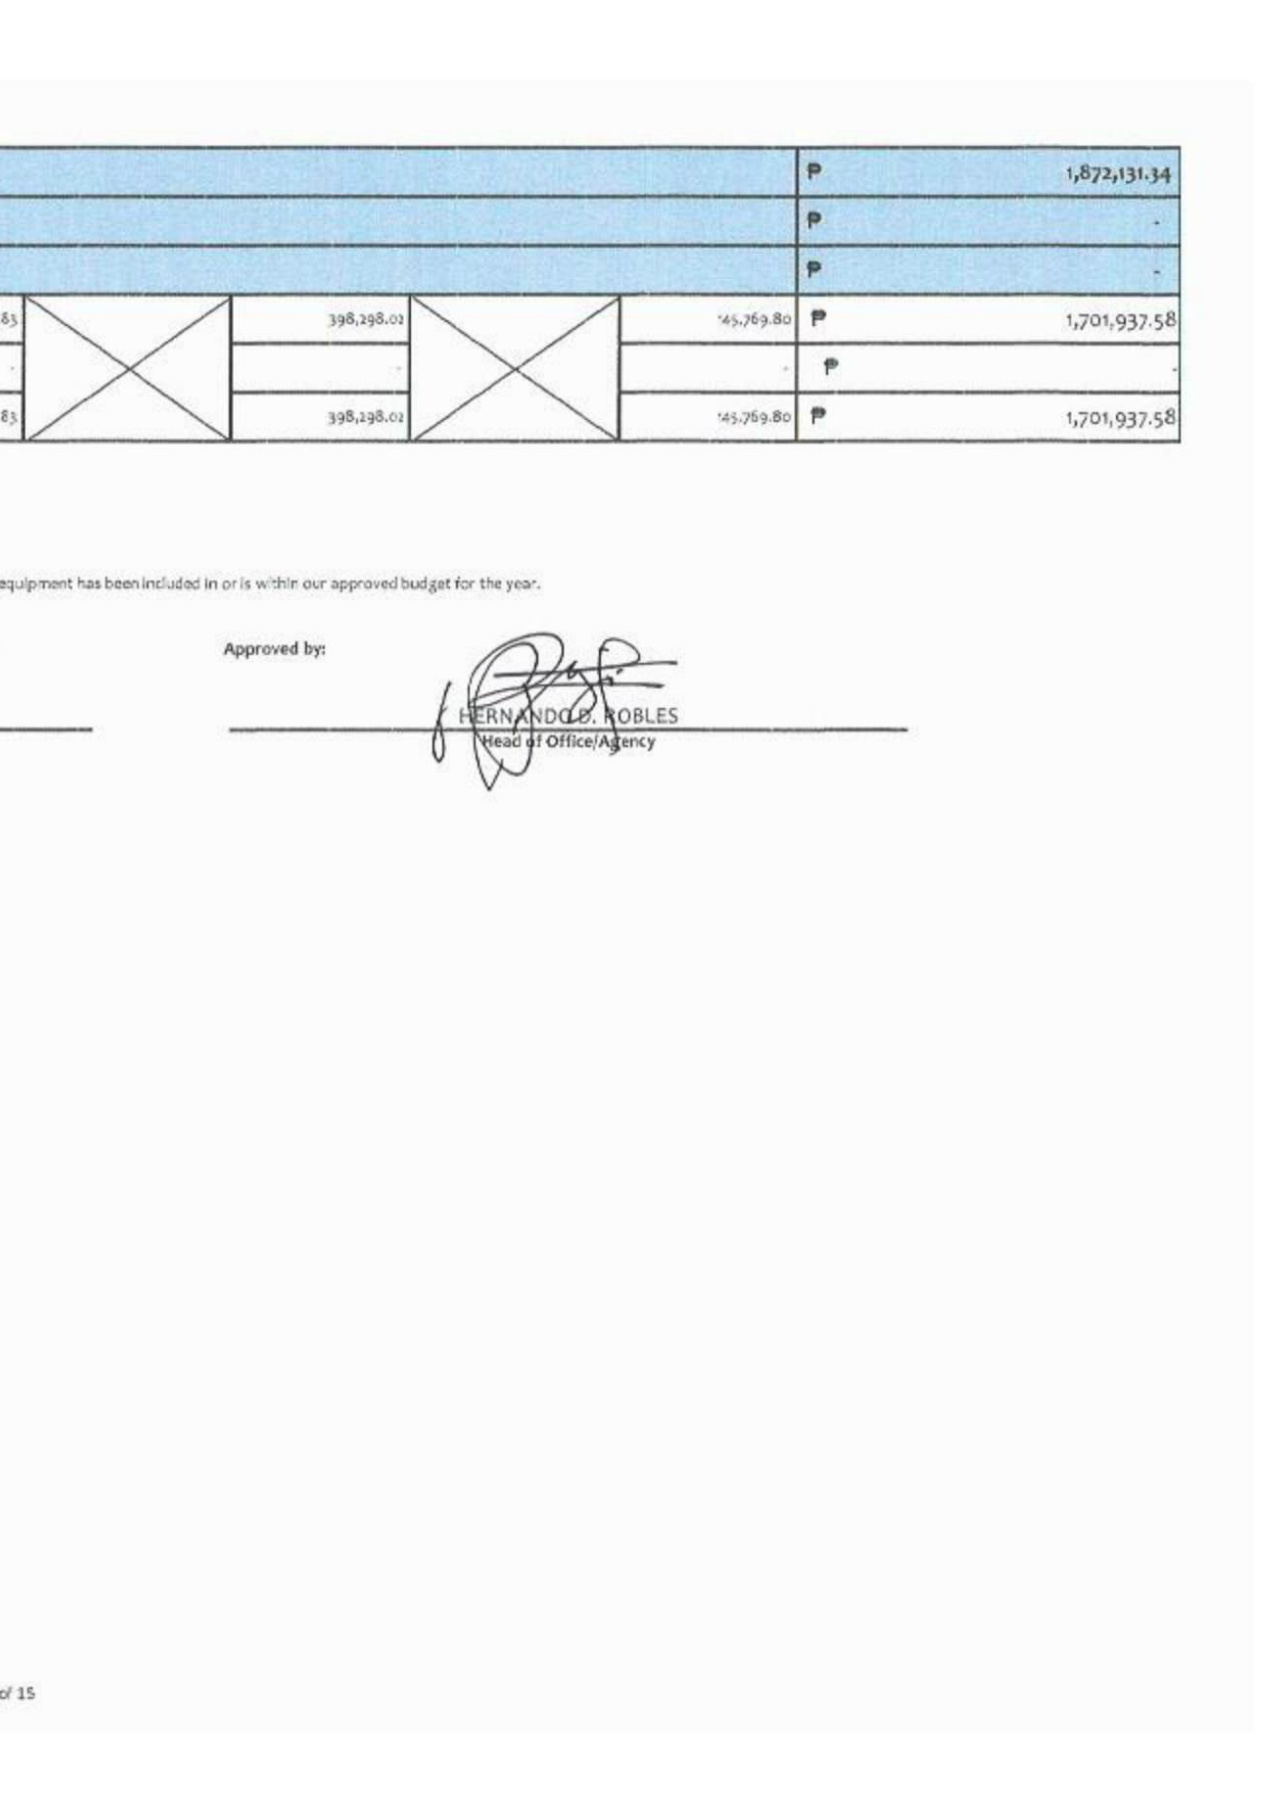 ₱ 1,872,131.34
₱ -
₱ -
83 398,298.02 145,769.80 ₱ 1,701,937.58
- - - ₱ -
83 398,298.02 145,769.80 ₱ 1,701,937.58
equipment has been included in or is within our approved budget for the year.
Approved by:
HERNANDO D. ROBLES
Head of Office/Agency
of 15